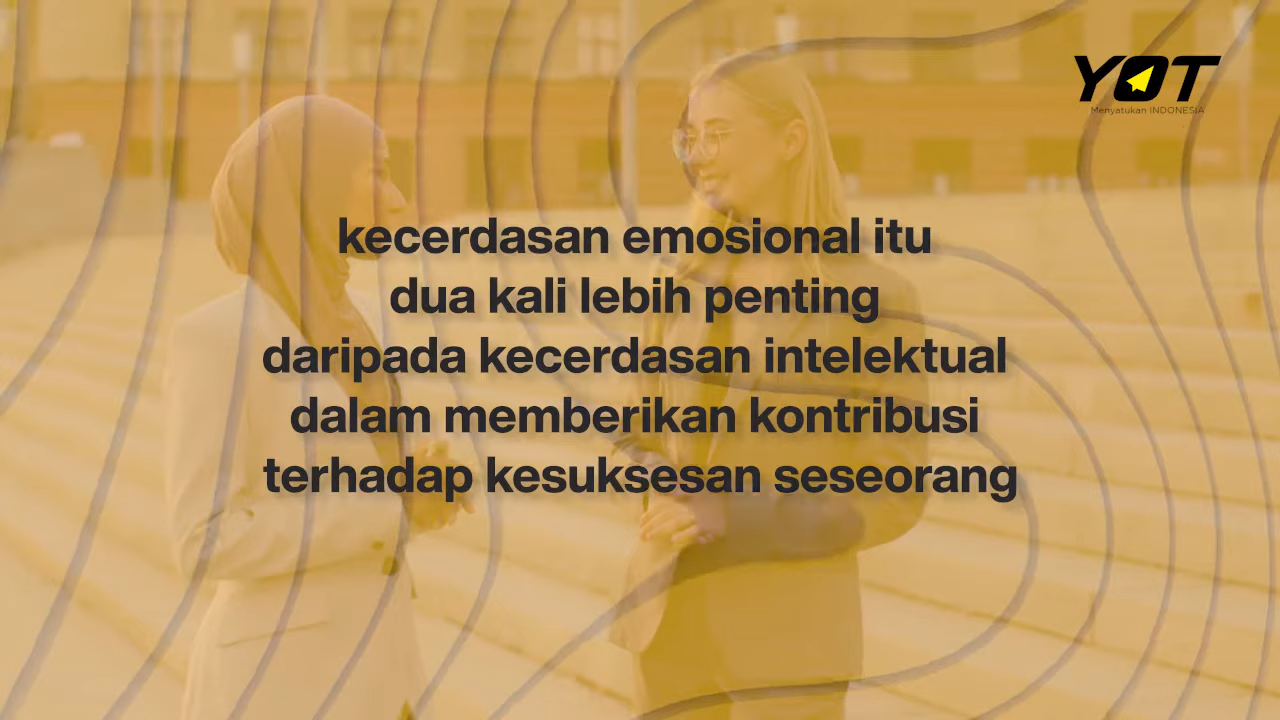 YOT
Menyatukan INDONESIA
kecerdasan emosional itu
dua kali lebih penting
daripada kecerdasan intelektual
dalam memberikan kontribusi
terhadap kesuksesan seseorang